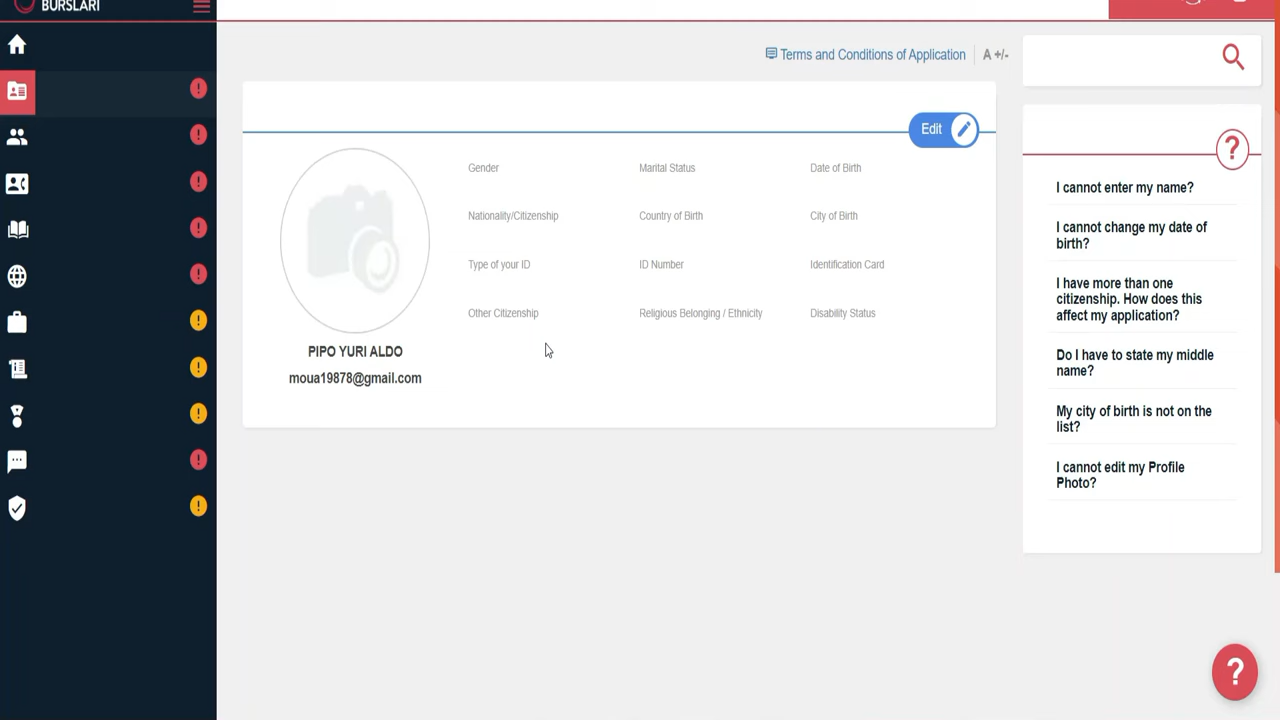 BURSLARI
Terms and Conditions of Application
A +/-
Edit
Gender
Marital Status
Date of Birth
Nationality/Citizenship
Country of Birth
City of Birth
Type of your ID
ID Number
Identification Card
Other Citizenship
Religious Belonging / Ethnicity
Disability Status
PIPO YURI ALDO
moua19878@gmail.com
?
I cannot enter my name?
I cannot change my date of
birth?
I have more than one
citizenship. How does this
affect my application?
Do I have to state my middle
name?
My city of birth is not on the
list?
I cannot edit my Profile
Photo?
?